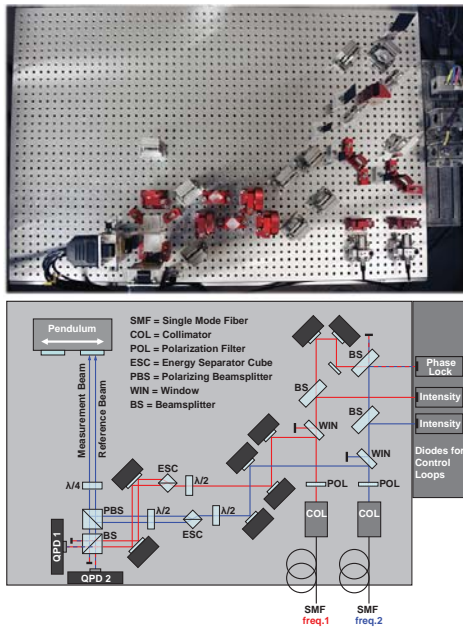 Pendulum
SMF = Single Mode Fiber
COL = Collimator
POL = Polarization Filter
ESC = Energy Separator Cube
PBS = Polarizing Beamsplitter
WIN = Window
BS = Beamsplitter
Measurement Beam
Reference Beam
BS
Phase
Lock
BS
Intensity
BS
Intensity
WIN
WIN
Diodes for
Control
Loops
ESC
λ/2
λ/4
POL
POL
PBS
λ/2
λ/2
ESC
COL
COL
BS
QPD 1
QPD 2
SMF
freq.1
SMF
freq.2